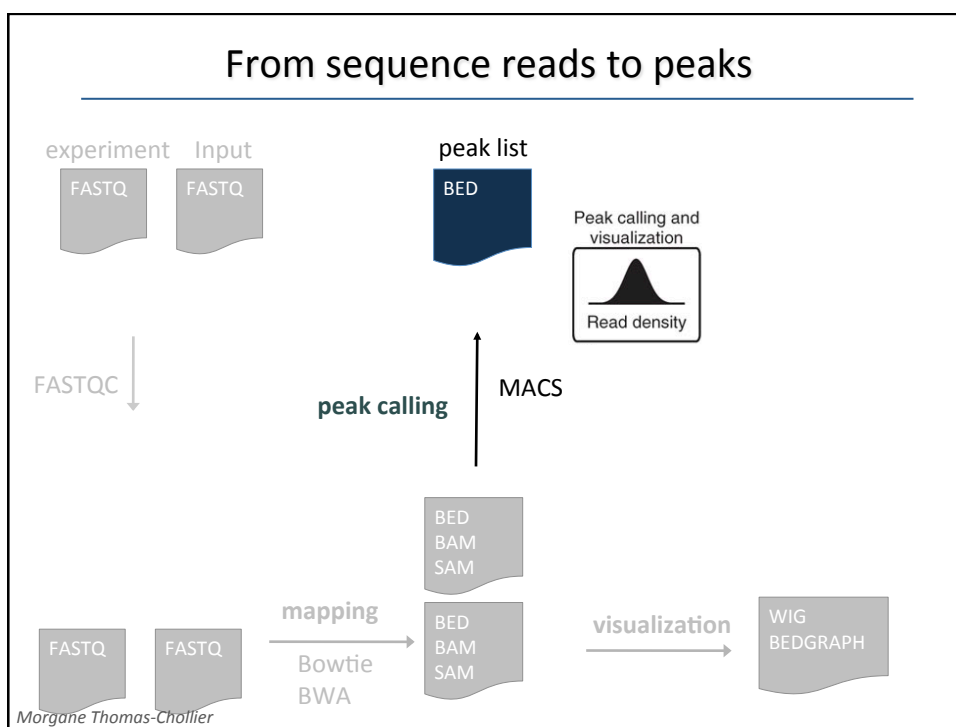 From sequence reads to peaks
experiment
Input
peak list
FASTQ
FASTQ
BED
Peak calling and
visualization
Read density
FASTQC
peak calling
MACS
BED
BAM
SAM
mapping
Bowtie
BWA
BED
BAM
SAM
visualization
WIG
BEDGRAPH
FASTQ
FASTQ
Morgane Thomas-Chollier